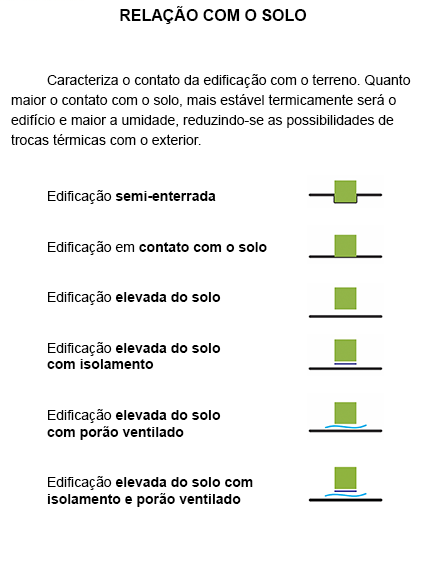 RELAÇÃO COM O SOLO
Caracteriza o contato da edificação com o terreno. Quanto
maior o contato com o solo, mais estável termicamente será o
edifício e maior a umidade, reduzindo-se as possibilidades de
trocas térmicas com o exterior.
Edificação semi-enterrada
Edificação em contato com o solo
Edificação elevada do solo
Edificação elevada do solo
com isolamento
Edificação elevada do solo
com porão ventilado
Edificação elevada do solo com
isolamento e porão ventilado